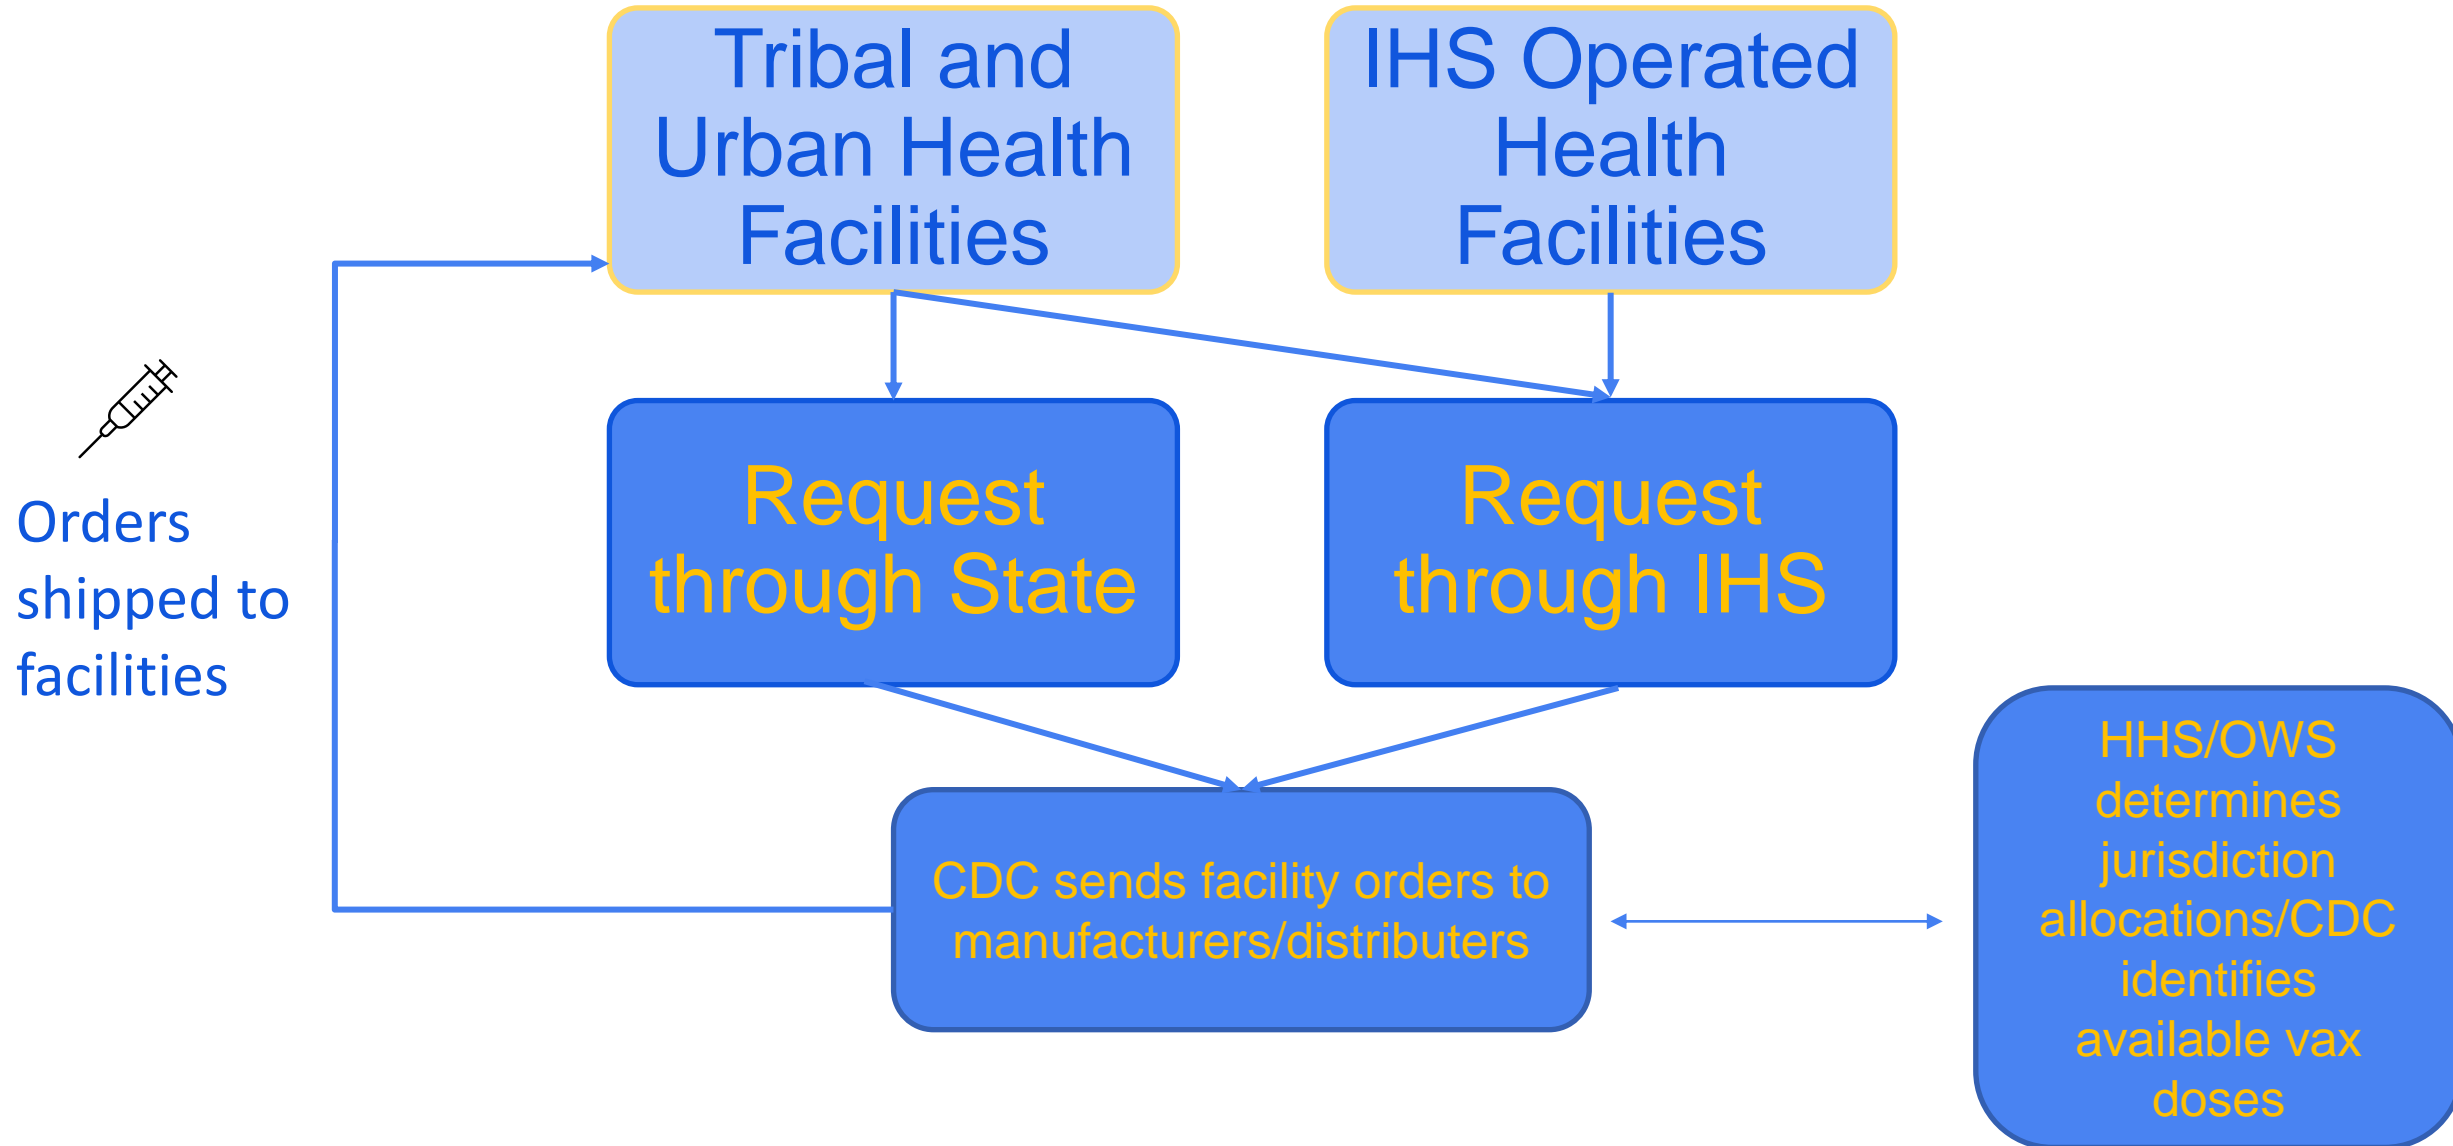 Tribal and
Urban Health
Facilities
IHS Operated
Health
Facilities
Orders
shipped to
facilities
Request
through State
Request
through IHS
CDC sends facility orders to
manufacturers/distributers
HHS/OWS
determines
jurisdiction
allocations/CDC
identifies
available vax
doses